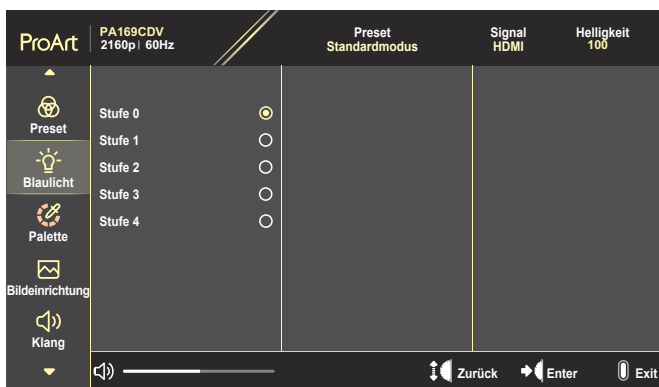 ProArt
PA169CDV
2160p| 60Hz
Preset
Standardmodus
Signal
HDMI
Helligkeit
100
Preset
Blaulicht
Palette
Bildeinrichtung
Klang
Stufe 0
Stufe 1
Stufe 2
Stufe 3
Stufe 4
Zurück
Enter
Exit